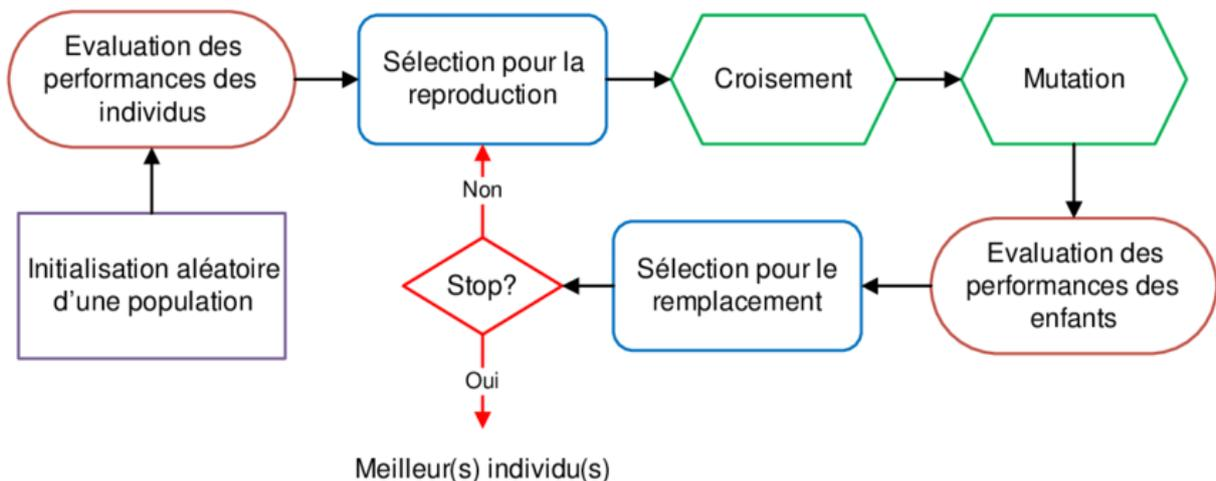 Evaluation des
performances des
individus
Sélection pour la
reproduction
Croisement
Mutation
Non
Initialisation aléatoire
d'une population
Stop?
Sélection pour le
remplacement
Evaluation des
performances des
enfants
Oui
Meilleur(s) individu(s)